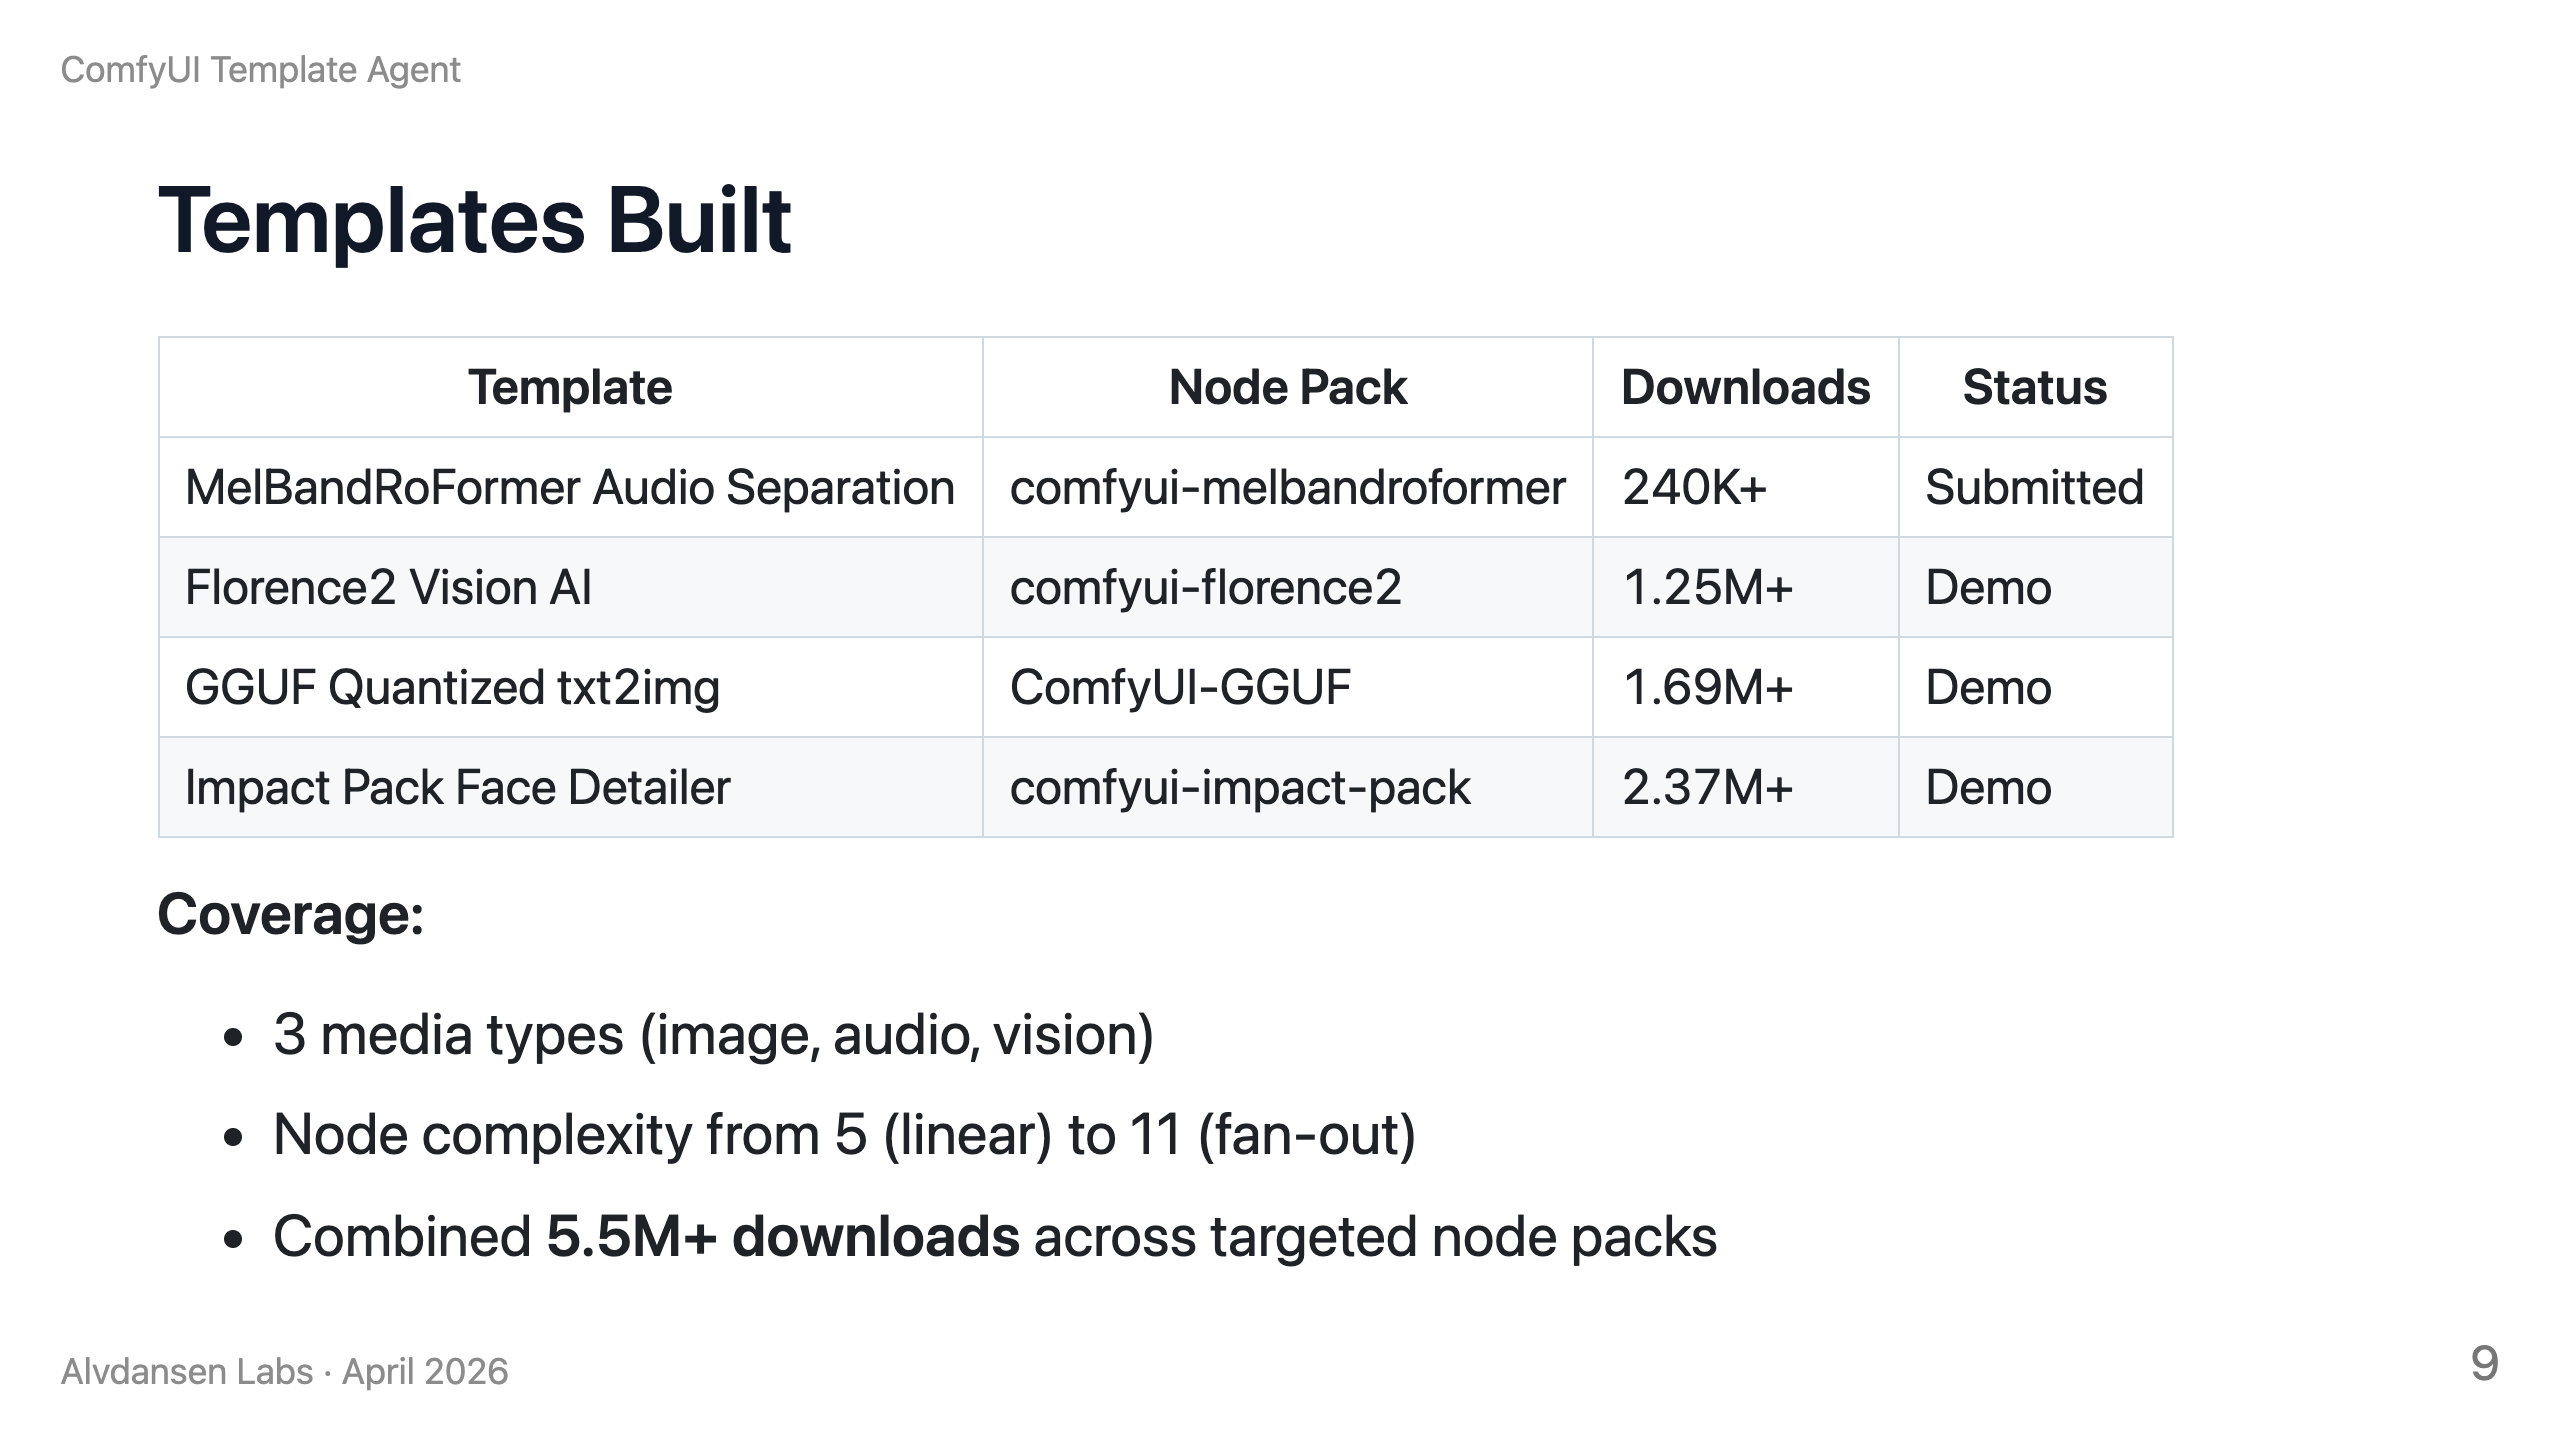 ComfyUI Template Agent
Templates Built
Template Node Pack Downloads Status
MelBandRoFormer Audio Separation comfyui-melbandroformer 240K+ Submitted
Florence2 Vision AI comfyui-florence2 1.25M+ Demo
GGUF Quantized txt2img ComfyUI-GGUF 1.69M+ Demo
Impact Pack Face Detailer comfyui-impact-pack 2.37M+ Demo
Coverage:
• 3 media types (image, audio, vision)
• Node complexity from 5 (linear) to 11 (fan-out)
• Combined 5.5M+ downloads across targeted node packs
Alvdansen Labs · April 2026
9